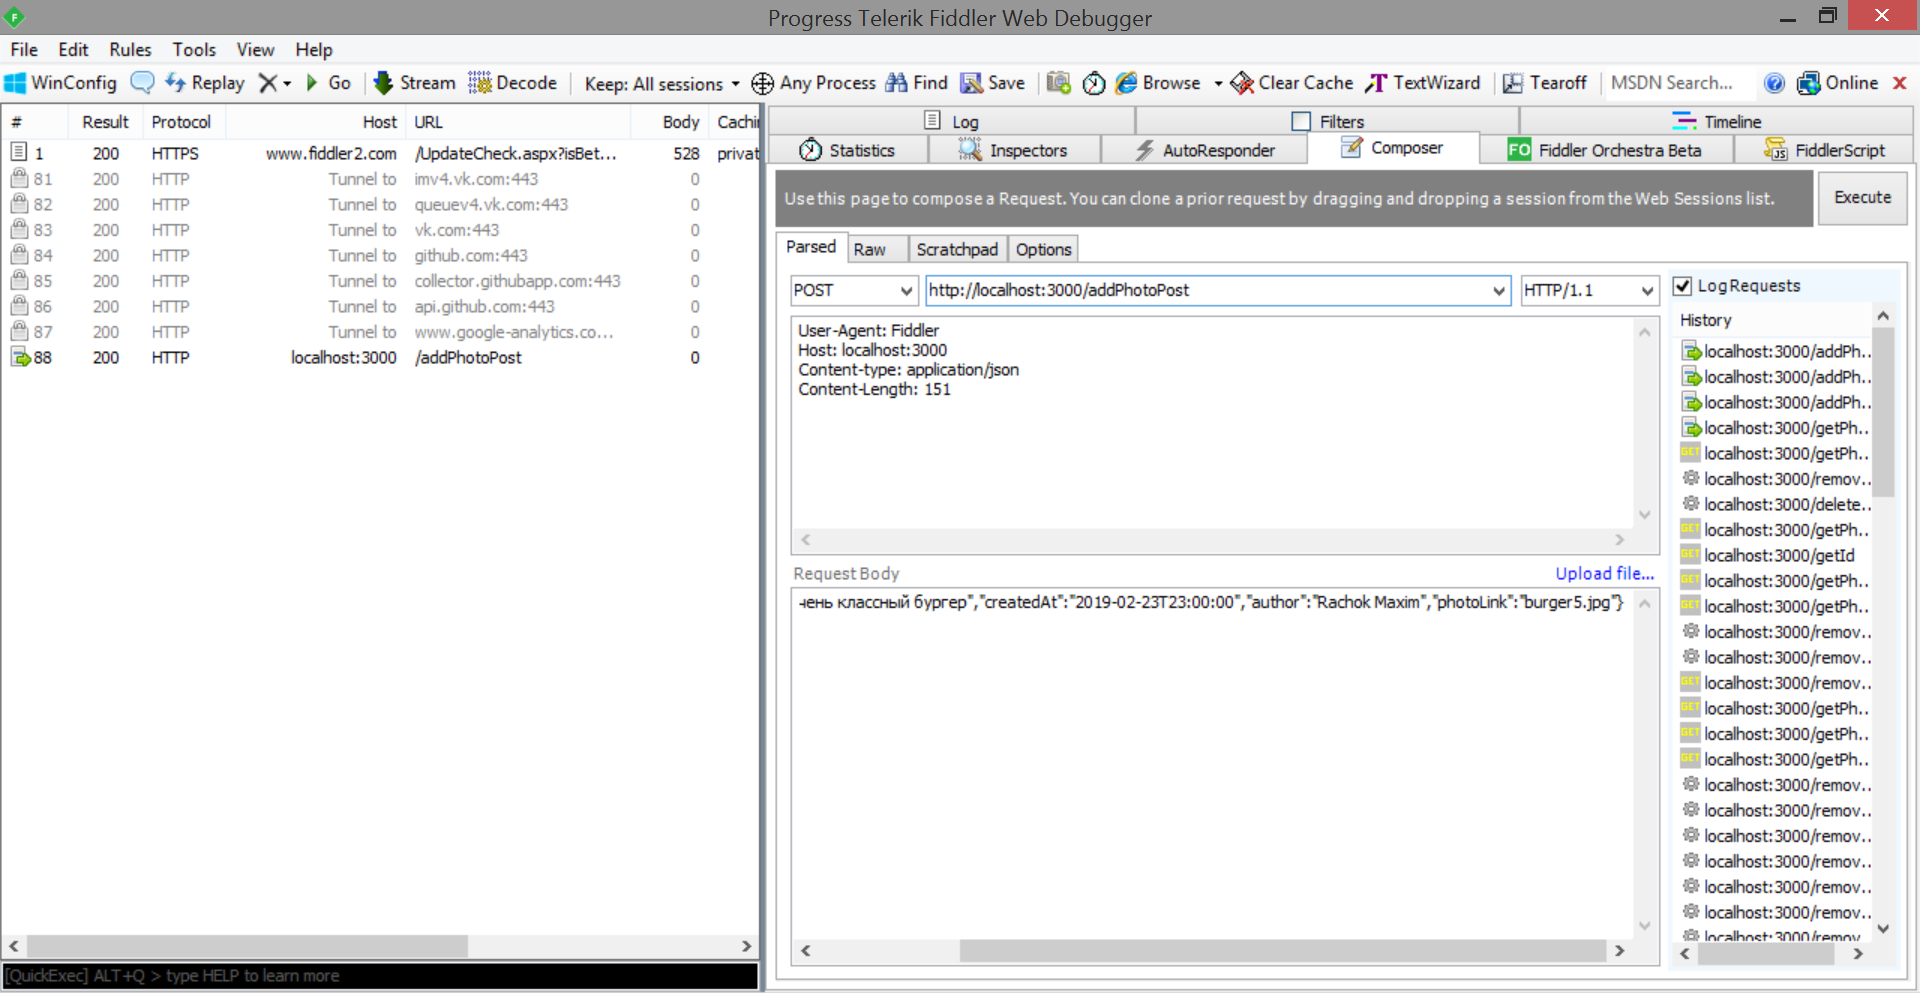 Progress Telerik Fiddler Web Debugger
File Edit Rules Tools View Help
WinConfig Replay Go Stream Decode Keep: All sessions Any Process Find Save Browse Clear Cache TextWizard Tearoff MSDN Search... Online
# Result Protocol Host URL Body Cachin
1 200 HTTPS www.fiddler2.com /UpdateCheck.aspx?isBet... 528 privat
81 200 HTTP Tunnel to imv4.vk.com:443 0
82 200 HTTP Tunnel to queuev4.vk.com:443 0
83 200 HTTP Tunnel to vk.com:443 0
84 200 HTTP Tunnel to github.com:443 0
85 200 HTTP Tunnel to collector.githubapp.com:443 0
86 200 HTTP Tunnel to api.github.com:443 0
87 200 HTTP Tunnel to www.google-analytics.co... 0
88 200 HTTP localhost:3000 /addPhotoPost 0
[QuickExec] ALT+Q > type HELP to learn more
Log Filters Timeline
Statistics Inspectors AutoResponder Composer FO Fiddler Orchestra Beta JS FiddlerScript
Use this page to compose a Request. You can clone a prior request by dragging and dropping a session from the Web Sessions list.
Execute
Parsed Raw Scratchpad Options
POST http://localhost:3000/addPhotoPost HTTP/1.1
User-Agent: Fiddler
Host: localhost:3000
Content-type: application/json
Content-Length: 151
Request Body Upload file...
чень классный бургер","createdAt":"2019-02-23T23:00:00","author":"Rachok Maxim","photoLink":"burger5.jpg"}
Log Requests
History
localhost:3000/addPh..
localhost:3000/addPh..
localhost:3000/addPh..
localhost:3000/getPh..
GET localhost:3000/getPh..
localhost:3000/remov..
localhost:3000/delete..
GET localhost:3000/getPh..
GET localhost:3000/getId
GET localhost:3000/getPh..
GET localhost:3000/getPh..
localhost:3000/remov..
localhost:3000/remov..
GET localhost:3000/remov..
GET localhost:3000/getPh..
GET localhost:3000/getPh..
GET localhost:3000/getPh..
localhost:3000/remov..
localhost:3000/remov..
localhost:3000/remov..
localhost:3000/remov..
localhost:3000/remov..
localhost:3000/remov..
localhost:3000/remov